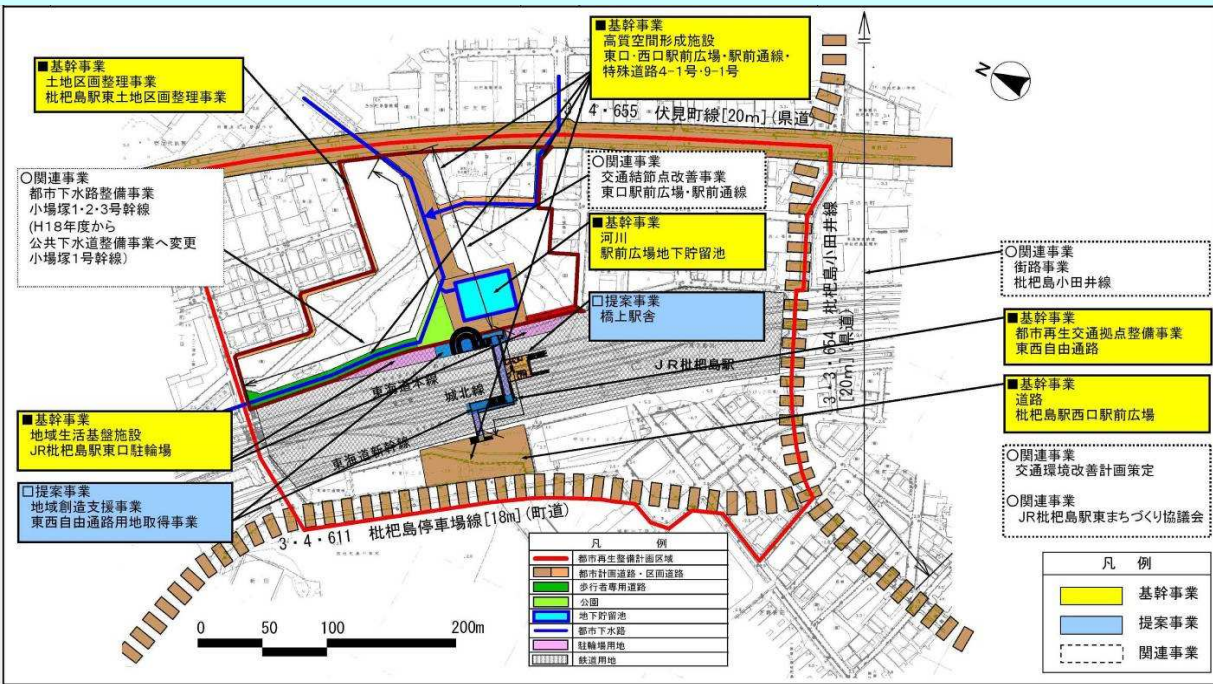 ■基幹事業
土地区画整理事業
枇杷島駅東土地区画整理事業
■基幹事業
高質空間形成施設
東口・西口駅前広場・駅前通線・
特殊道路4-1号・9-1号
3・4・655 伏見町線[20m](県道)
N
○関連事業
都市下水路整備事業
小場塚1・2・3号幹線
(H18年度から
公共下水道整備事業へ変更
小場塚1号幹線)
○関連事業
交通結節点改善事業
東口駅前広場・駅前通線
■基幹事業
河川
駅前広場地下貯留池
□提案事業
橋上駅舎
3・3・654 枇杷島小田井線
[20m](県道)
○関連事業
街路事業
枇杷島小田井線
■基幹事業
都市再生交通拠点整備事業
東西自由通路
■基幹事業
道路
枇杷島駅西口駅前広場
○関連事業
交通環境改善計画策定
○関連事業
JR枇杷島駅東まちづくり協議会
東海道本線
城北線
JR枇杷島駅
東海道新幹線
■基幹事業
地域生活基盤施設
JR枇杷島駅東口駐輪場
□提案事業
地域創造支援事業
東西自由通路用地取得事業
3・4・611 枇杷島停車場線[18m](町道)
0 50 100 200m
凡 例
都市再生整備計画区域
都市計画道路・区画道路
歩行者専用道路
公園
地下貯留池
都市下水路
駐輪場用地
鉄道用地
凡 例
基幹事業
提案事業
関連事業